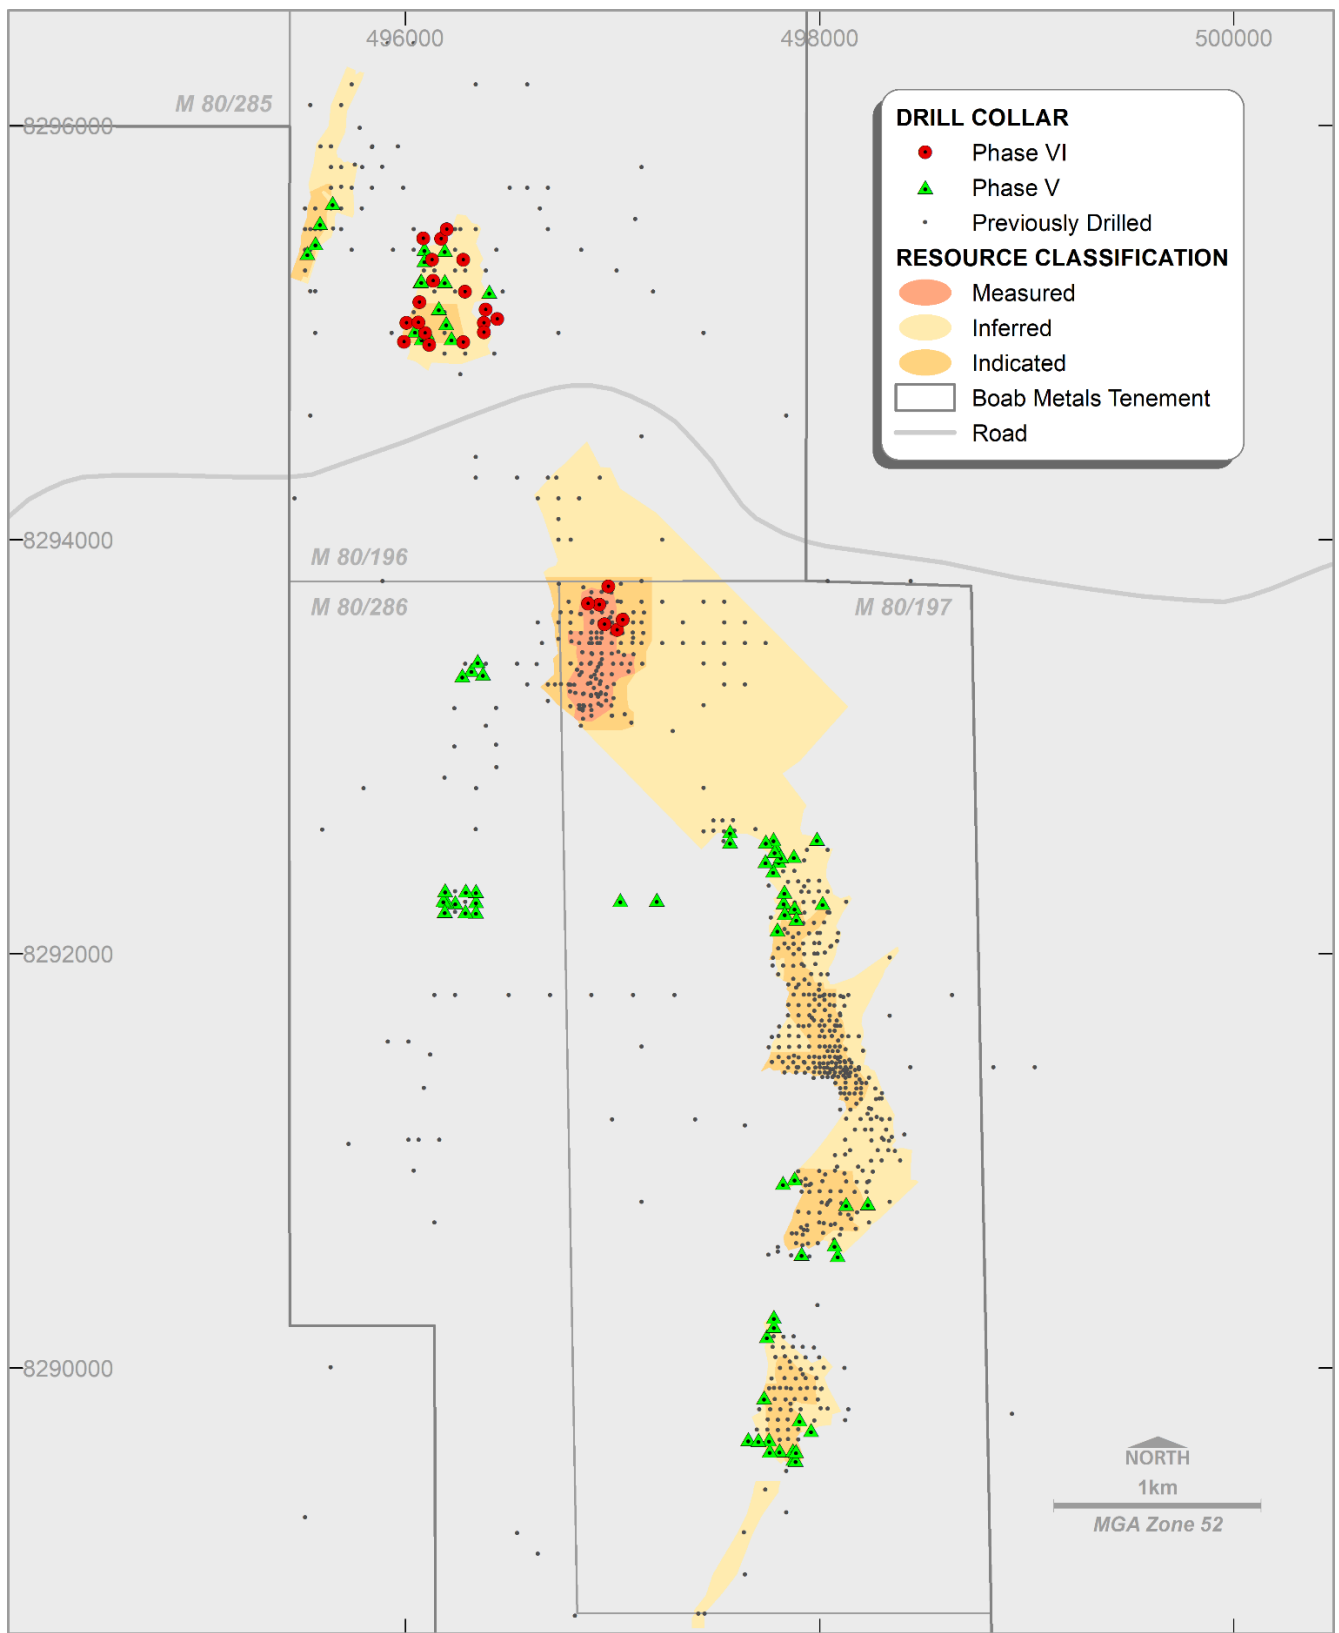 496000
498000
500000
M 80/285
8296000
DRILL COLLAR
Phase VI
Phase V
Previously Drilled
RESOURCE CLASSIFICATION
Measured
Inferred
Indicated
Boab Metals Tenement
Road
8294000
M 80/196
M 80/286
M 80/197
8292000
8290000
NORTH
1km
MGA Zone 52